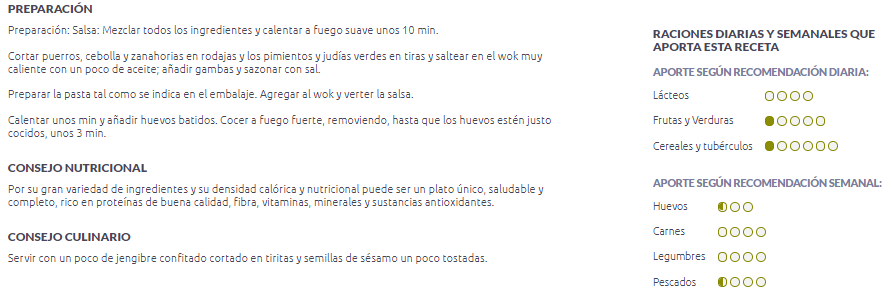 PREPARACIÓN
Preparación: Salsa: Mezclar todos los ingredientes y calentar a fuego suave unos 10 min.
Cortar puerros, cebolla y zanahorias en rodajas y los pimientos y judías verdes en tiras y saltear en el wok muy
caliente con un poco de aceite; añadir gambas y sazonar con sal.
Preparar la pasta tal como se indica en el embalaje. Agregar al wok y verter la salsa.
Calentar unos min y añadir huevos batidos. Cocer a fuego fuerte, removiendo, hasta que los huevos estén justo
cocidos, unos 3 min.
CONSEJO NUTRICIONAL
Por su gran variedad de ingredientes y su densidad calórica y nutricional puede ser un plato único, saludable y
completo, rico en proteínas de buena calidad, fibra, vitaminas, minerales y sustancias antioxidantes.
CONSEJO CULINARIO
Servir con un poco de jengibre confitado cortado en tiritas y semillas de sésamo un poco tostadas.
RACIONES DIARIAS Y SEMANALES QUE
APORTA ESTA RECETA
APORTE SEGÚN RECOMENDACIÓN DIARIA:
Lácteos
Frutas y Verduras
Cereales y tubérculos
APORTE SEGÚN RECOMENDACIÓN SEMANAL:
Huevos
Carnes
Legumbres
Pescados